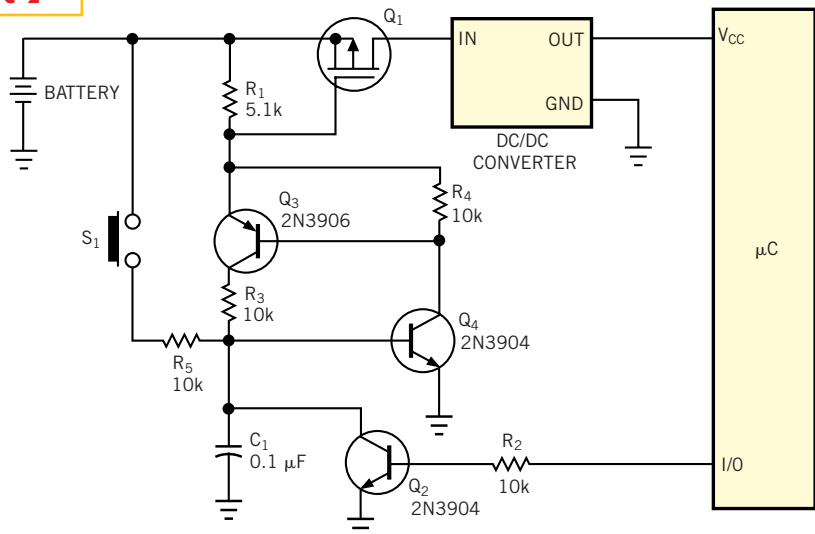 Q1
IN
OUT
GND
DC/DC
CONVERTER
VCC
BATTERY
R1
5.1k
R4
10k
Q3
2N3906
S1
µC
R3
10k
Q4
2N3904
R5
10k
C1
0.1 µF
R2
10k
I/O
Q2
2N3904